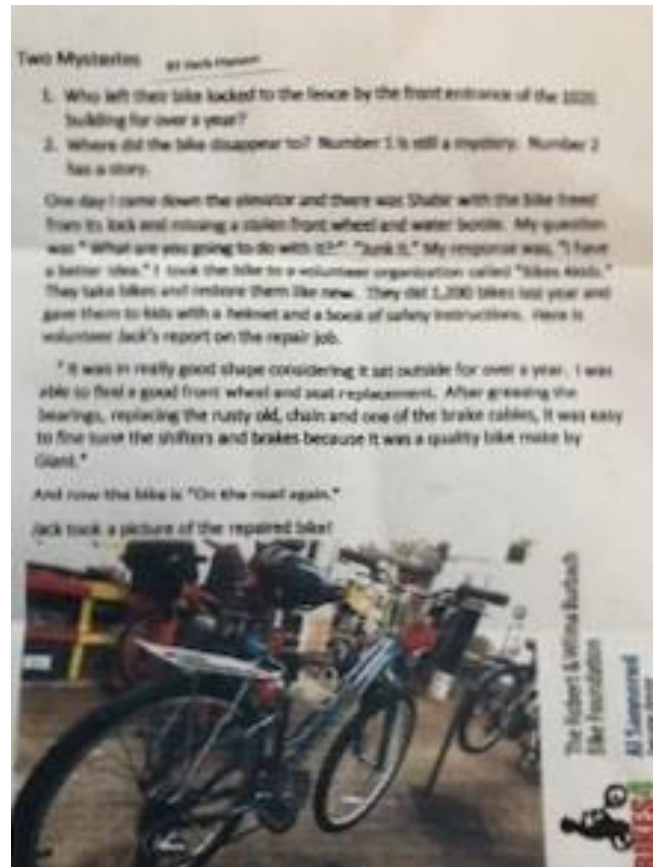 Two Mysteries
1. Who left their bike locked to the fence by the front entrance of the
building for over a year?
2. Where did the bike disappear to? Number 1 is still a mystery. Number 2
has a story.
One day I came down the elevator and there was with the bike freed
from its lock and missing a stolen front wheel and water bottle. My question
was "What are you going to do with it?" "Junk it." My response was, "I have
a better idea." I took the bike to a volunteer organization called
They take bikes and restore them like new. They did 1,200 bikes last year and
gave them to kids with a helmet and a book of safety instructions. Here is
volunteer Jack's report on the repair job.
"It was in really good shape considering it sat outside for over a year. I was
able to find a good front wheel and seat replacement. After greasing the
bearings, replacing the rusty old, chain and one of the brake cables, it was easy
to fine tune the shifters and brakes because it was a quality bike make by
Giant."
And now the bike is "On the road again."
Jack took a picture of the repaired bike!
The Robert & Wilma
Bike Foundation
BIKES